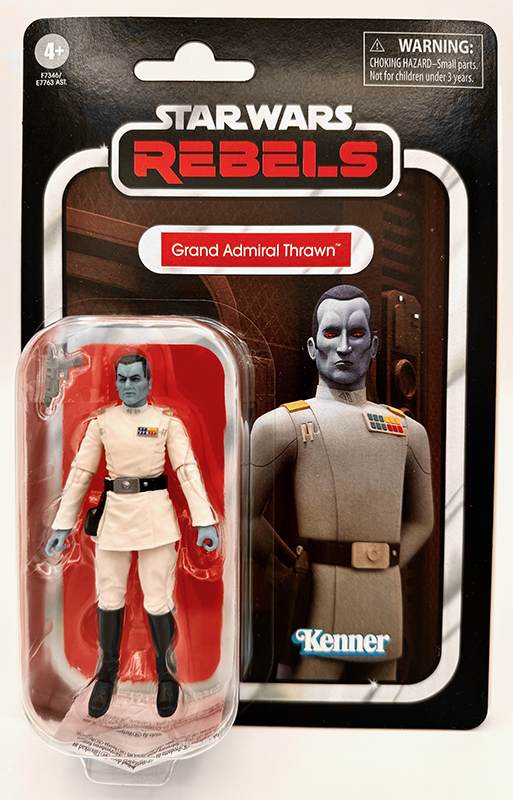 4+
F7346/
E7763 AST.
WARNING:
CHOKING HAZARD–Small parts.
Not for children under 3 years.
STAR WARS
REBELS
Grand Admiral Thrawn™
Kenner